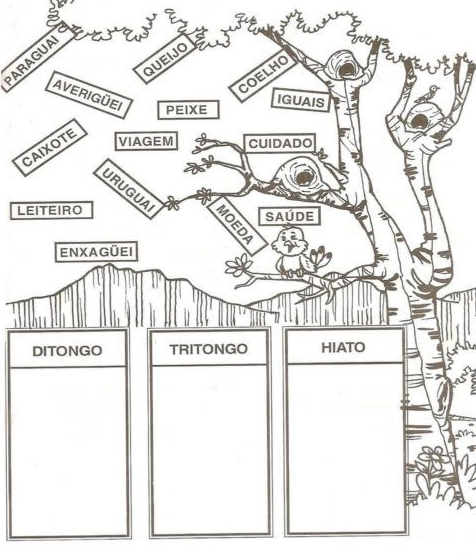 PARAGUAI
QUEIJO
COELHO
AVERIGÜEI
IGUAIS
PEIXE
CAIXOTE
VIAGEM
CUIDADO
URUGUAI
LEITEIRO
MOEDA
SAÚDE
ENXAGÜEI
DITONGO
TRITONGO
HIATO